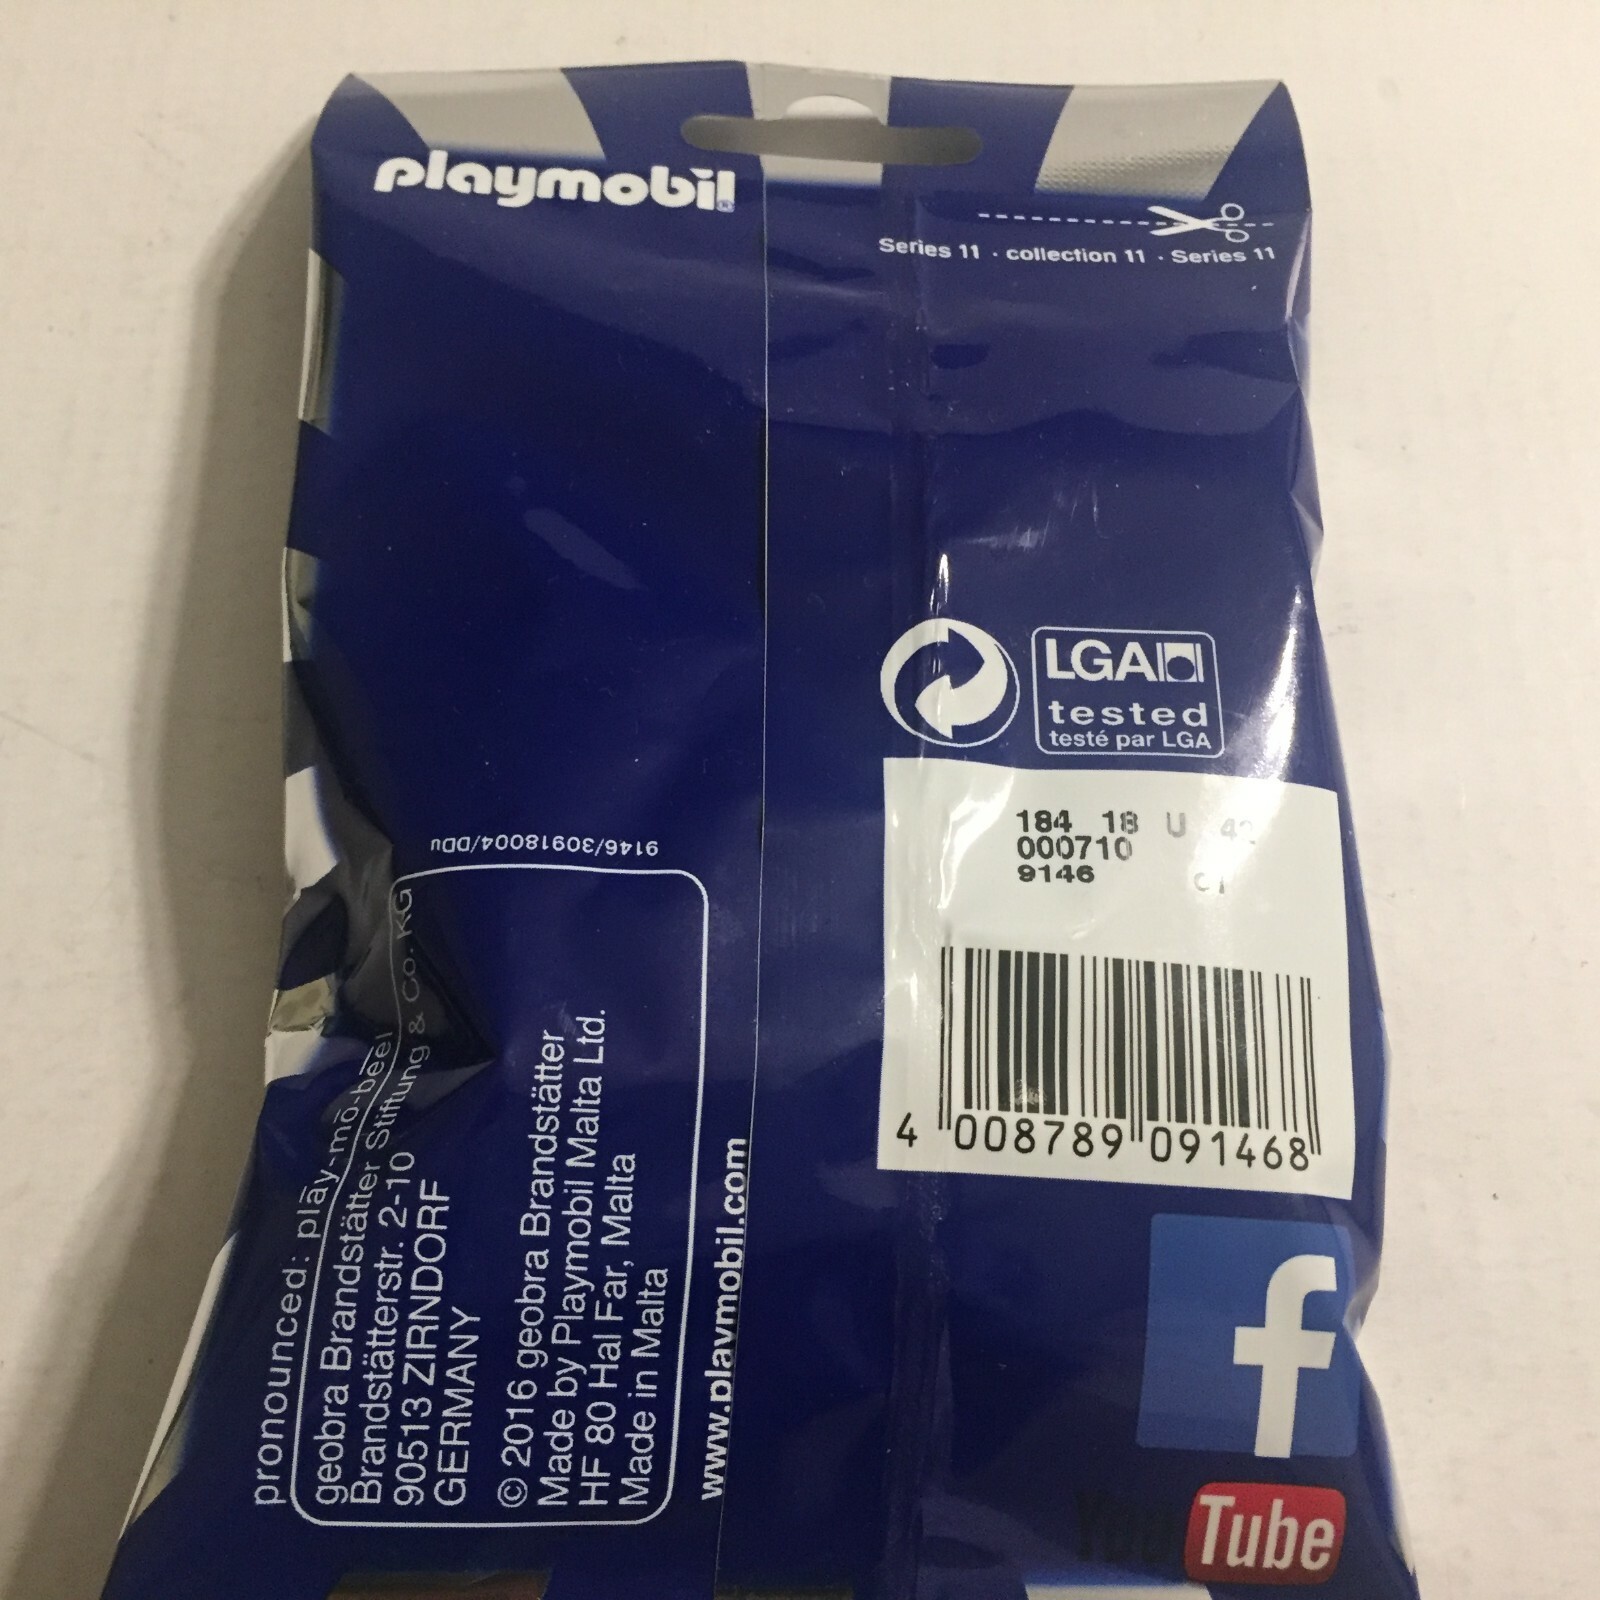 playmobil®
Series 11 · collection 11 · Series 11
LGA
tested
testé par LGA
184 18 U
000710
9146
4 008789 091468
9146/30918004/DDu
pronounced: plāy-mō-bēel
geobra Brandstätter Stiftung & Co. KG
Brandstätterstr. 2-10
90513 ZIRNDORF
GERMANY
© 2016 geobra Brandstätter
Made by Playmobil Malta Ltd.
HF 80 Hal Far, Malta
Made in Malta
www.playmobil.com
f
YouTube